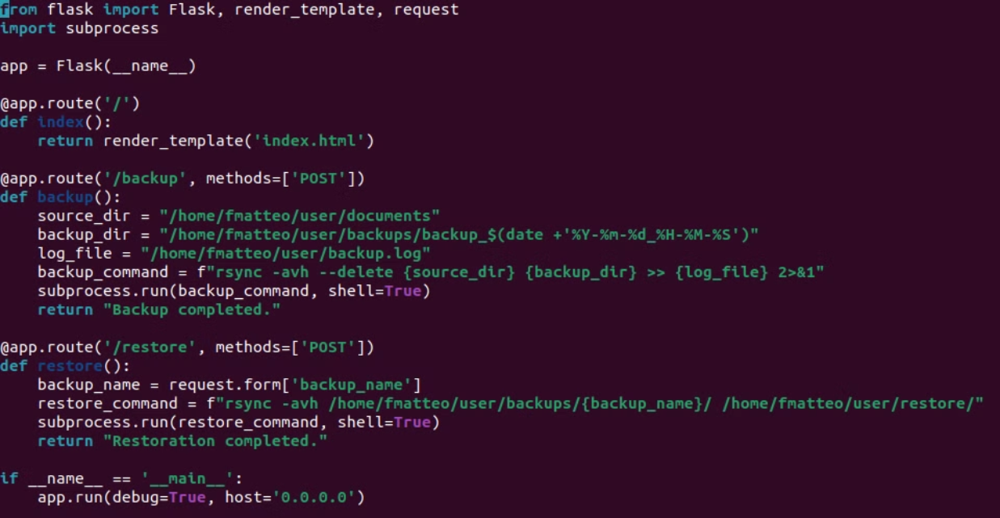 from flask import Flask, render_template, request
import subprocess

app = Flask(__name__)

@app.route('/')
def index():
    return render_template('index.html')

@app.route('/backup', methods=['POST'])
def backup():
    source_dir = "/home/fmatteo/user/documents"
    backup_dir = "/home/fmatteo/user/backups/backup_$(date +'%Y-%m-%d_%H-%M-%S')"
    log_file = "/home/fmatteo/user/backup.log"
    backup_command = f"rsync -avh --delete {source_dir} {backup_dir} >> {log_file} 2>&1"
    subprocess.run(backup_command, shell=True)
    return "Backup completed."

@app.route('/restore', methods=['POST'])
def restore():
    backup_name = request.form['backup_name']
    restore_command = f"rsync -avh /home/fmatteo/user/backups/{backup_name}/ /home/fmatteo/user/restore/"
    subprocess.run(restore_command, shell=True)
    return "Restoration completed."

if __name__ == '__main__':
    app.run(debug=True, host='0.0.0.0')